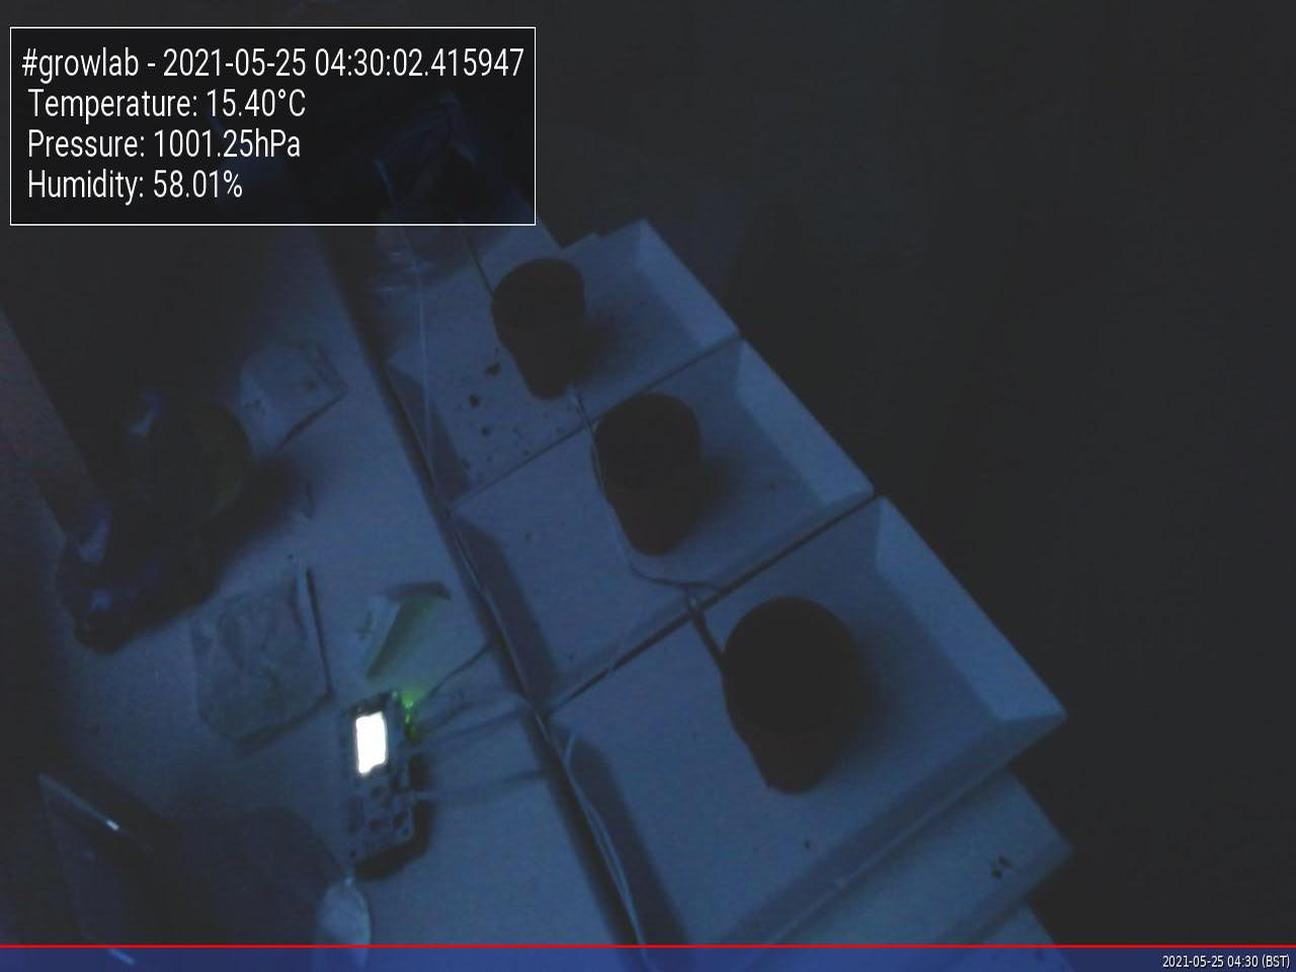 #growlab - 2021-05-25 04:30:02.415947
Temperature: 15.40°C
Pressure: 1001.25hPa
Humidity: 58.01%
2021-05-25 04:30 (BST)